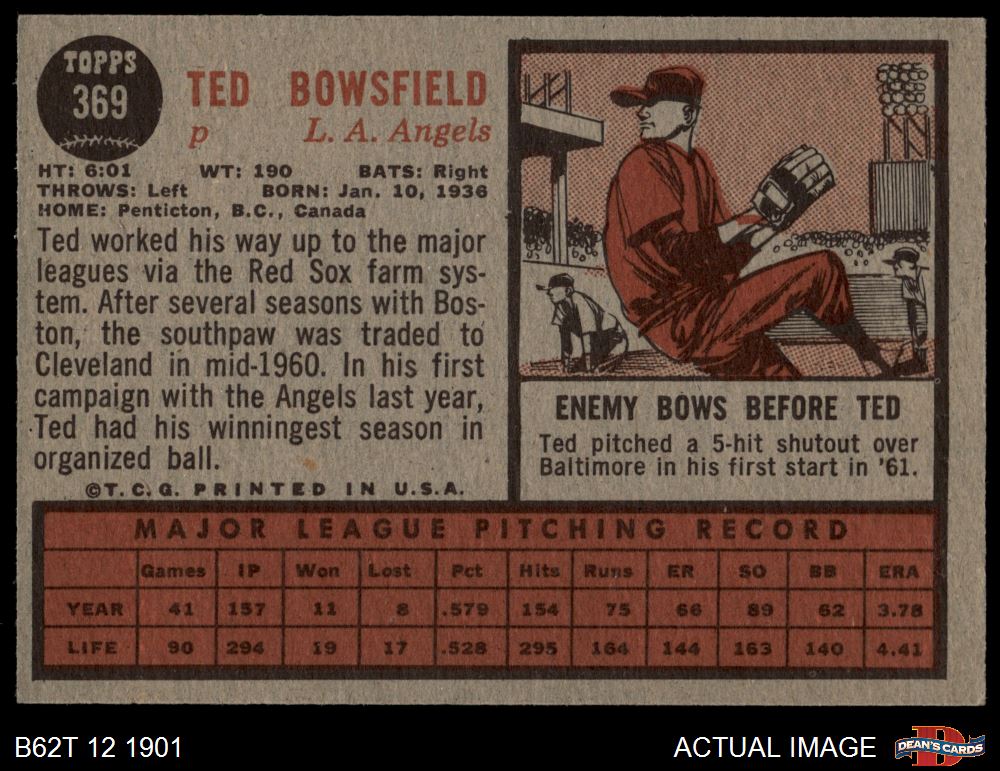 TOPPS
369
TED BOWSFIELD
p L. A. Angels
HT: 6:01 WT: 190 BATS: Right
THROWS: Left BORN: Jan. 10, 1936
HOME: Penticton, B.C., Canada
Ted worked his way up to the major
leagues via the Red Sox farm sys-
tem. After several seasons with Bos-
ton, the southpaw was traded to
Cleveland in mid-1960. In his first
campaign with the Angels last year,
Ted had his winningest season in
organized ball.
©T.C.G. PRINTED IN U.S.A.
ENEMY BOWS BEFORE TED
Ted pitched a 5-hit shutout over
Baltimore in his first start in '61.
MAJOR LEAGUE PITCHING RECORD
Games IP Won Lost Pct Hits Runs ER SO BB ERA
YEAR 41 157 11 8 .579 154 75 66 89 62 3.78
LIFE 90 294 19 17 .528 295 164 144 163 140 4.41
B62T 12 1901
ACTUAL IMAGE
D
DEAN'S CARDS